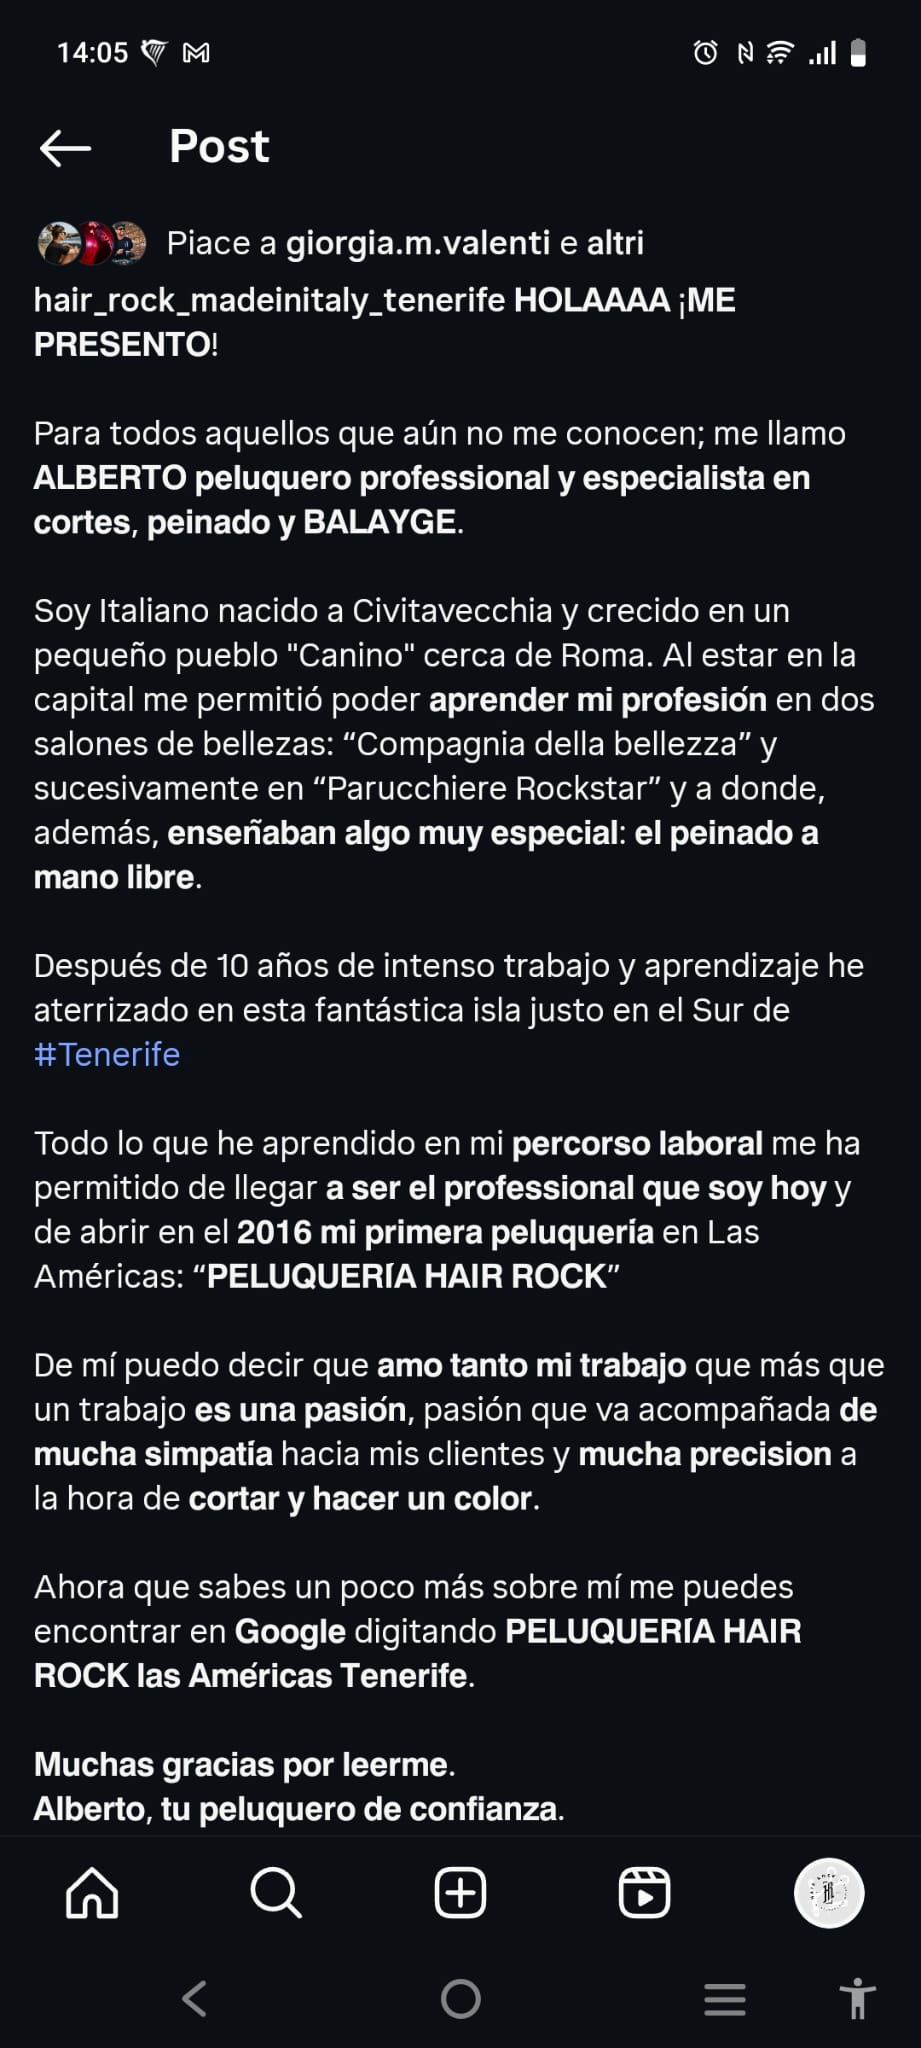 14:05
Post
Piace a giorgia.m.valenti e altri
hair_rock_madeinitaly_tenerife HOLAAAA ¡ME
PRESENTO!
Para todos aquellos que aún no me conocen; me llamo
ALBERTO peluquero professional y especialista en
cortes, peinado y BALAYGE.
Soy Italiano nacido a Civitavecchia y crecido en un
pequeño pueblo "Canino" cerca de Roma. Al estar en la
capital me permitió poder aprender mi profesión en dos
salones de bellezas: “Compagnia della bellezza” y
sucesivamente en “Parucchiere Rockstar” y a donde,
además, enseñaban algo muy especial: el peinado a
mano libre.
Después de 10 años de intenso trabajo y aprendizaje he
aterrizado en esta fantástica isla justo en el Sur de
#Tenerife
Todo lo que he aprendido en mi percorso laboral me ha
permitido de llegar a ser el professional que soy hoy y
de abrir en el 2016 mi primera peluquería en Las
Américas: “PELUQUERÍA HAIR ROCK”
De mí puedo decir que amo tanto mi trabajo que más que
un trabajo es una pasión, pasión que va acompañada de
mucha simpatía hacia mis clientes y mucha precision a
la hora de cortar y hacer un color.
Ahora que sabes un poco más sobre mí me puedes
encontrar en Google digitando PELUQUERÍA HAIR
ROCK las Américas Tenerife.
Muchas gracias por leerme.
Alberto, tu peluquero de confianza.